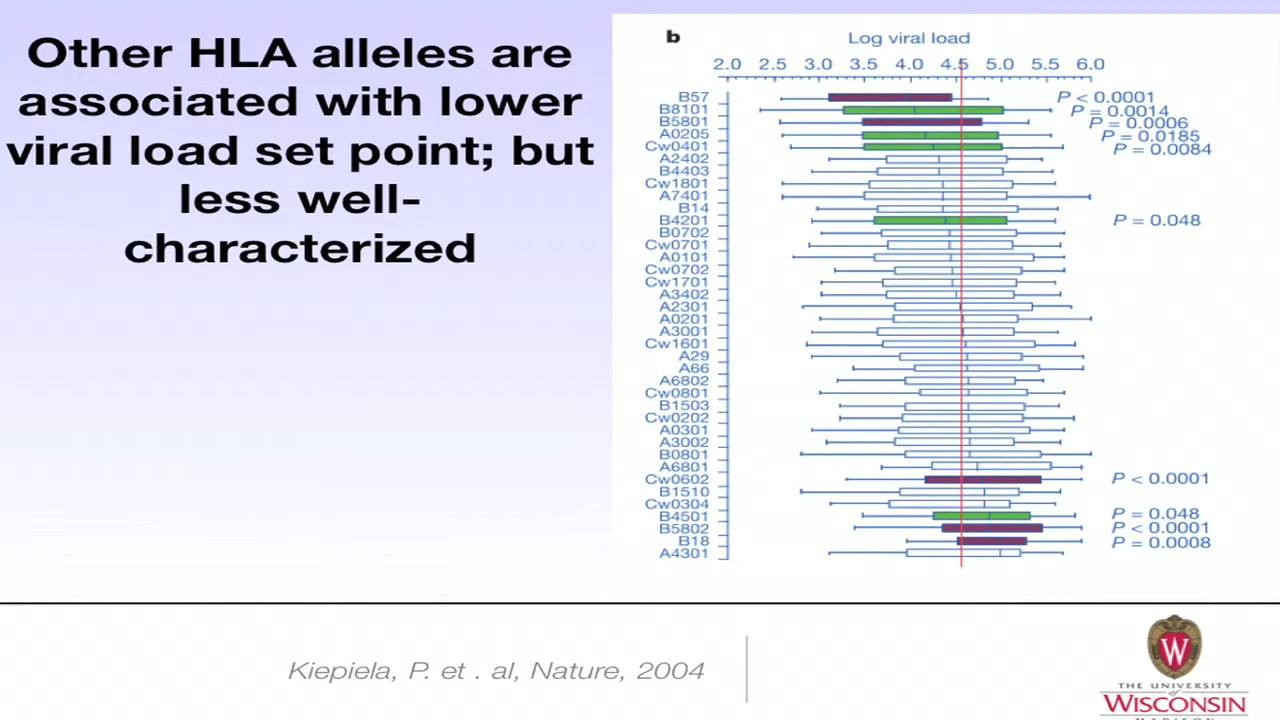 Other HLA alleles are
associated with lower
viral load set point; but
less well-
characterized
b
Log viral load
2.0 2.5 3.0 3.5 4.0 4.5 5.0 5.5 6.0
B57 P < 0.0001
B8101 P = 0.0014
B5801 P = 0.0006
A0205 P = 0.0185
Cw0401 P = 0.0084
A2402
B4403
Cw1801
A7401
B14
B4201 P = 0.048
B0702
Cw0701
A0101
Cw0702
Cw1701
A3402
A2301
A0201
A3001
Cw1601
A29
A66
A6802
Cw0801
B1503
Cw0202
A0301
A3002
B0801
A6801
Cw0602 P < 0.0001
B1510
Cw0304
B4501 P = 0.048
B5802 P < 0.0001
B18 P = 0.0008
A4301
Kiepiela, P. et . al, Nature, 2004
W
THE UNIVERSITY
of
WISCONSIN
MADISON